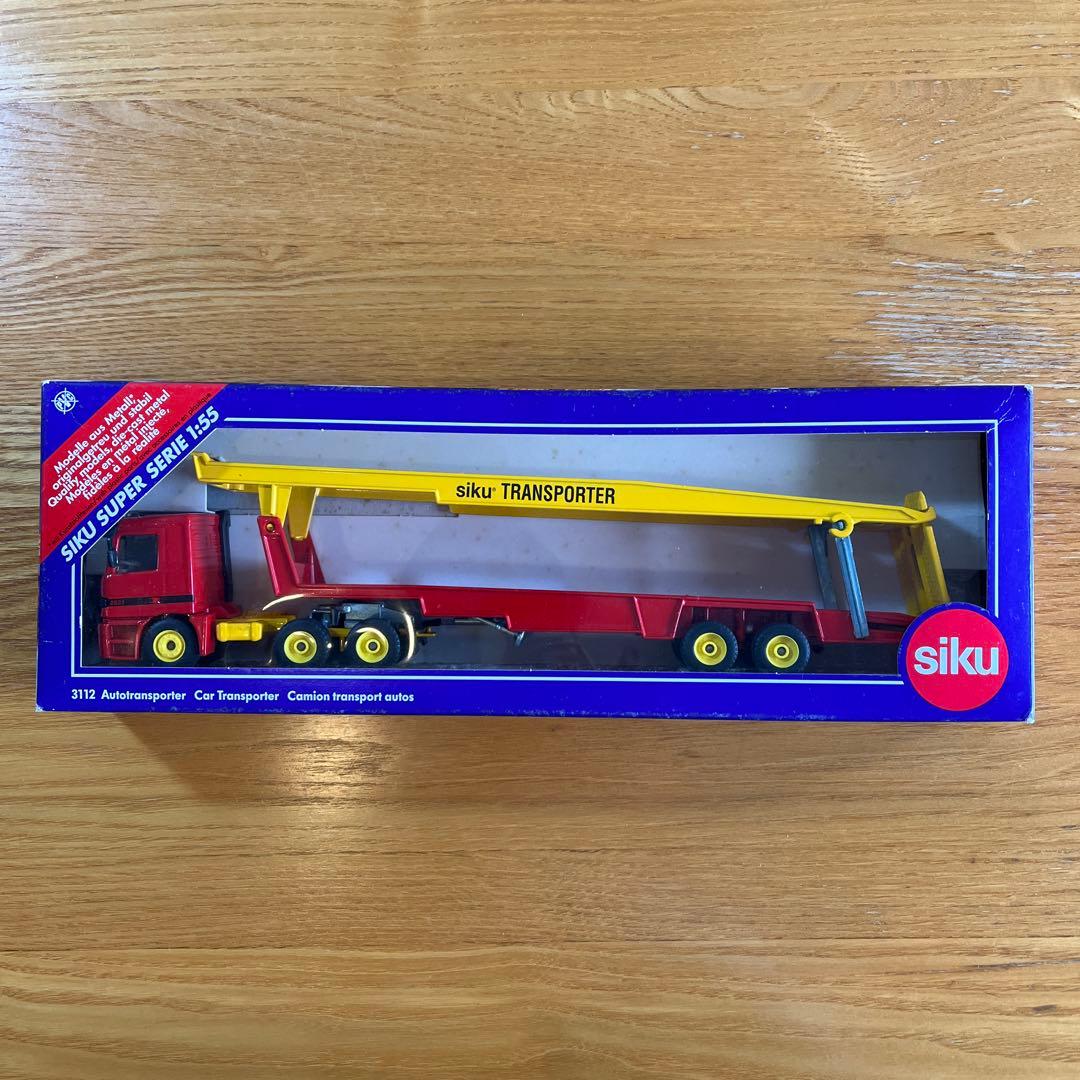 Modelle aus Metall,
originalgetreu und stabil
Quality models, die-cast metal
Modèles en métal injecté,
fidèles à la réalité
SIKU SUPER SERIE 1:55
siku TRANSPORTER
siku
3112 Autotransporter Car Transporter Camion transport autos